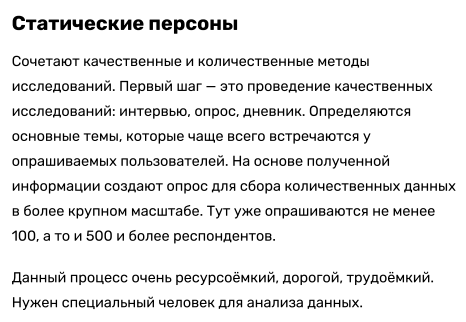 Статические персоны
Сочетают качественные и количественные методы
исследований. Первый шаг — это проведение качественных
исследований: интервью, опрос, дневник. Определяются
основные темы, которые чаще всего встречаются у
опрашиваемых пользователей. На основе полученной
информации создают опрос для сбора количественных данных
в более крупном масштабе. Тут уже опрашиваются не менее
100, а то и 500 и более респондентов.
Данный процесс очень ресурсоёмкий, дорогой, трудоёмкий.
Нужен специальный человек для анализа данных.